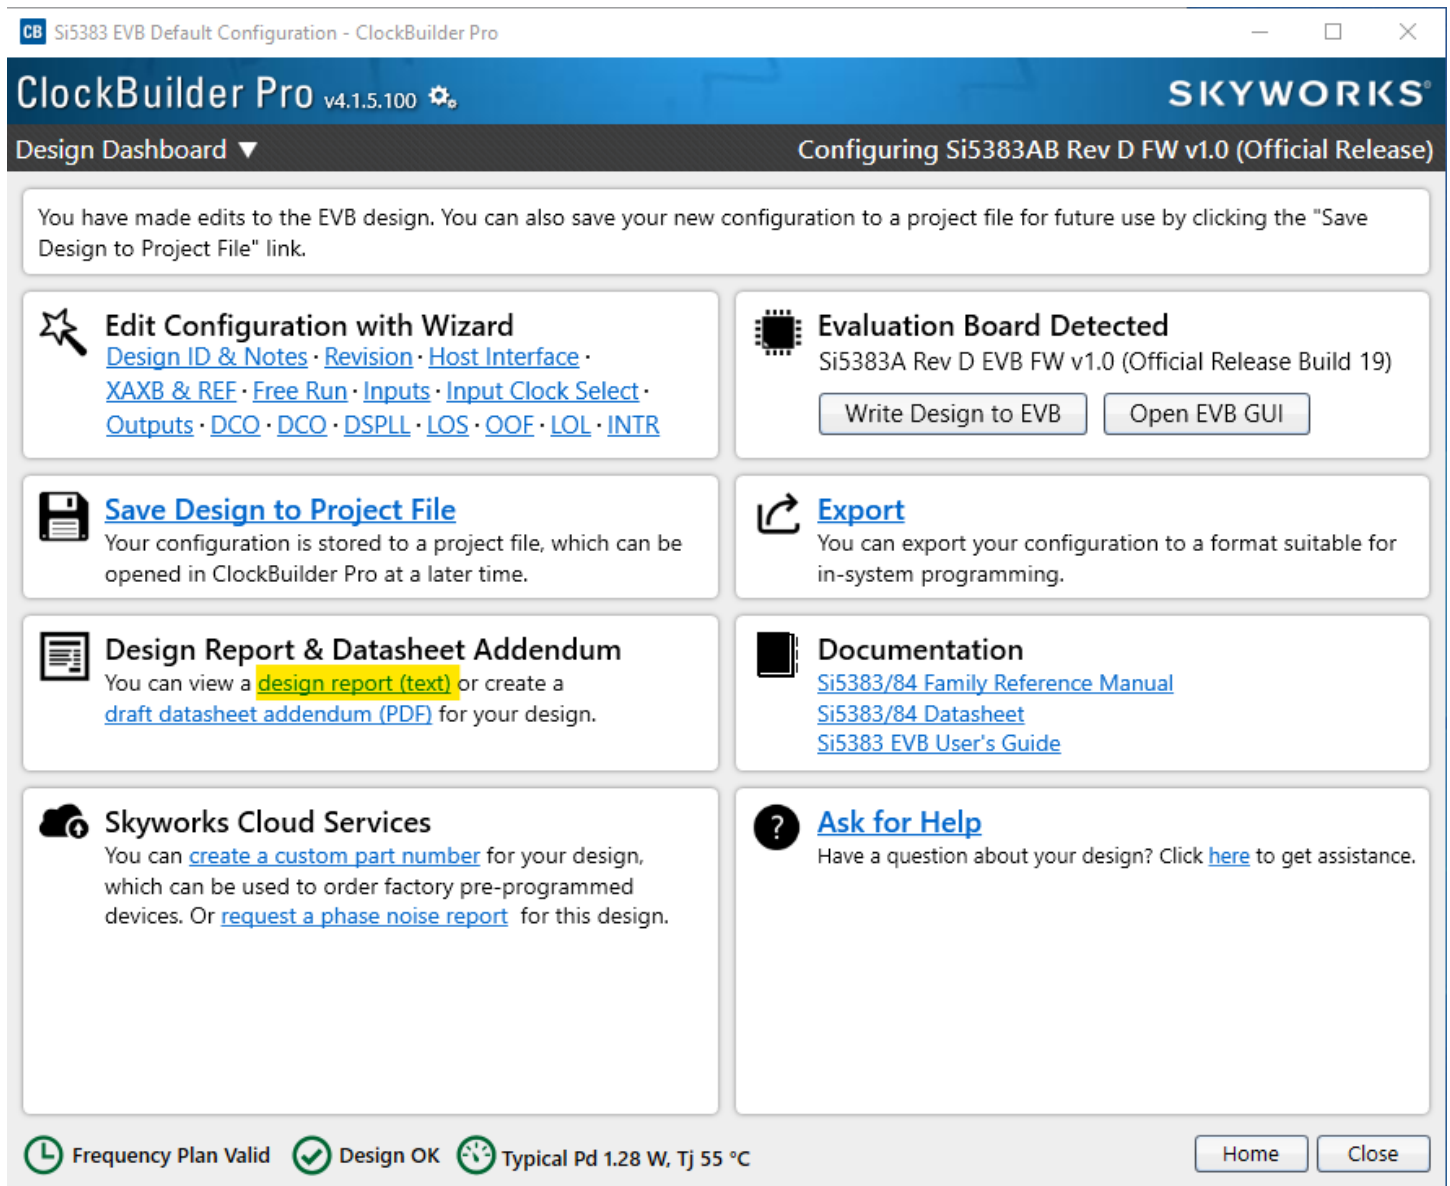 CB Si5383 EVB Default Configuration - ClockBuilder Pro
ClockBuilder Pro v4.1.5.100
SKYWORKS
Design Dashboard ▼
Configuring Si5383AB Rev D FW v1.0 (Official Release)
You have made edits to the EVB design. You can also save your new configuration to a project file for future use by clicking the "Save
Design to Project File" link.
Edit Configuration with Wizard
Design ID & Notes · Revision · Host Interface ·
XAXB & REF · Free Run · Inputs · Input Clock Select ·
Outputs · DCO · DCO · DSPLL · LOS · OOF · LOL · INTR
Evaluation Board Detected
Si5383A Rev D EVB FW v1.0 (Official Release Build 19)
Write Design to EVB
Open EVB GUI
Save Design to Project File
Your configuration is stored to a project file, which can be
opened in ClockBuilder Pro at a later time.
Export
You can export your configuration to a format suitable for
in-system programming.
Design Report & Datasheet Addendum
You can view a design report (text) or create a
draft datasheet addendum (PDF) for your design.
Documentation
Si5383/84 Family Reference Manual
Si5383/84 Datasheet
Si5383 EVB User's Guide
Skyworks Cloud Services
You can create a custom part number for your design,
which can be used to order factory pre-programmed
devices. Or request a phase noise report for this design.
Ask for Help
Have a question about your design? Click here to get assistance.
Frequency Plan Valid
Design OK
Typical Pd 1.28 W, Tj 55 °C
Home
Close